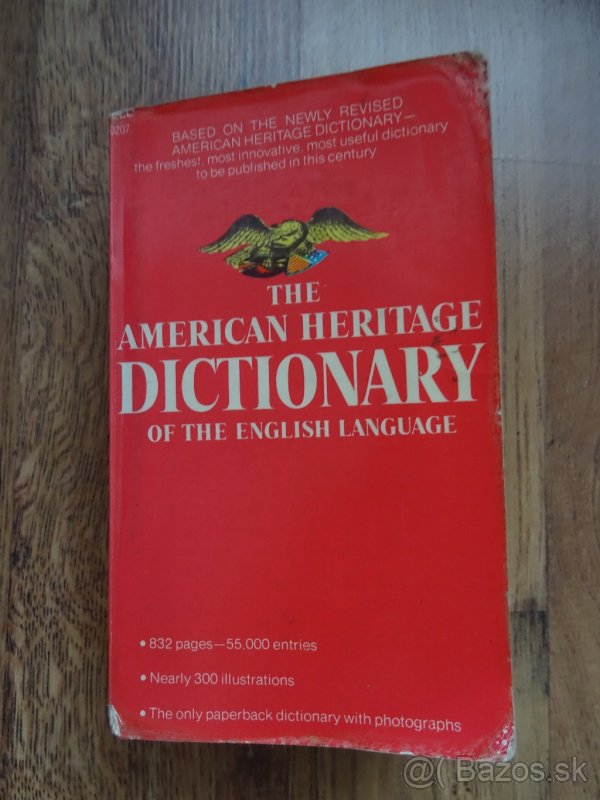 0207
BASED ON THE NEWLY REVISED
AMERICAN HERITAGE DICTIONARY—
the freshest, most innovative, most useful dictionary
to be published in this century
THE
AMERICAN HERITAGE
DICTIONARY
OF THE ENGLISH LANGUAGE
• 832 pages—55,000 entries
• Nearly 300 illustrations
• The only paperback dictionary with photographs
@( Bazos.sk